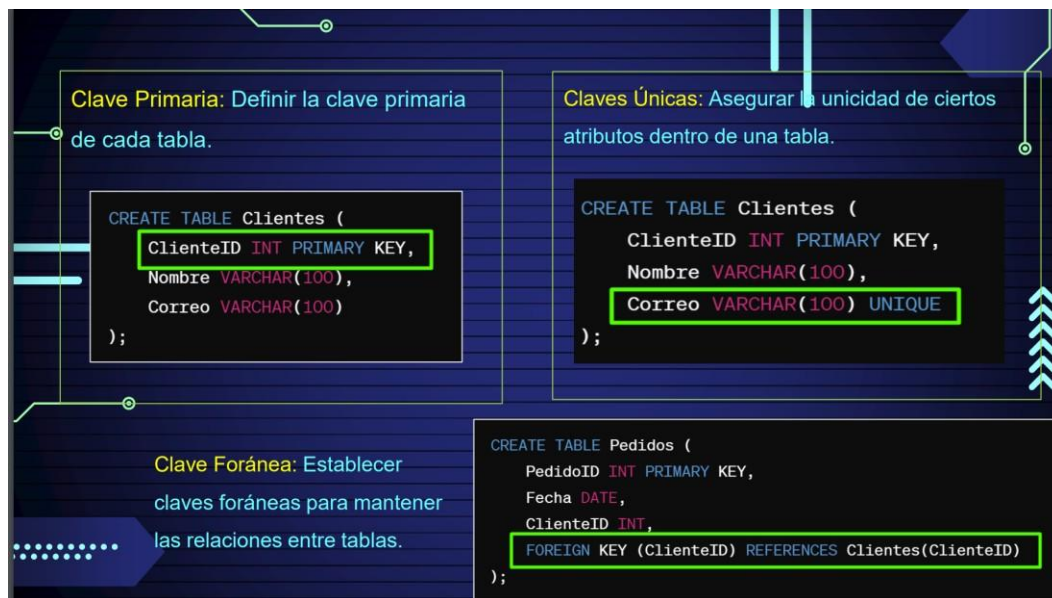 Clave Primaria: Definir la clave primaria
de cada tabla.
CREATE TABLE Clientes (
ClienteID INT PRIMARY KEY,
Nombre VARCHAR(100),
Correo VARCHAR(100)
);
Claves Únicas: Asegurar la unicidad de ciertos
atributos dentro de una tabla.
CREATE TABLE Clientes (
ClienteID INT PRIMARY KEY,
Nombre VARCHAR(100),
Correo VARCHAR(100) UNIQUE
);
Clave Foránea: Establecer
claves foráneas para mantener
las relaciones entre tablas.
CREATE TABLE Pedidos (
PedidoID INT PRIMARY KEY,
Fecha DATE,
ClienteID INT,
FOREIGN KEY (ClienteID) REFERENCES Clientes(ClienteID)
);